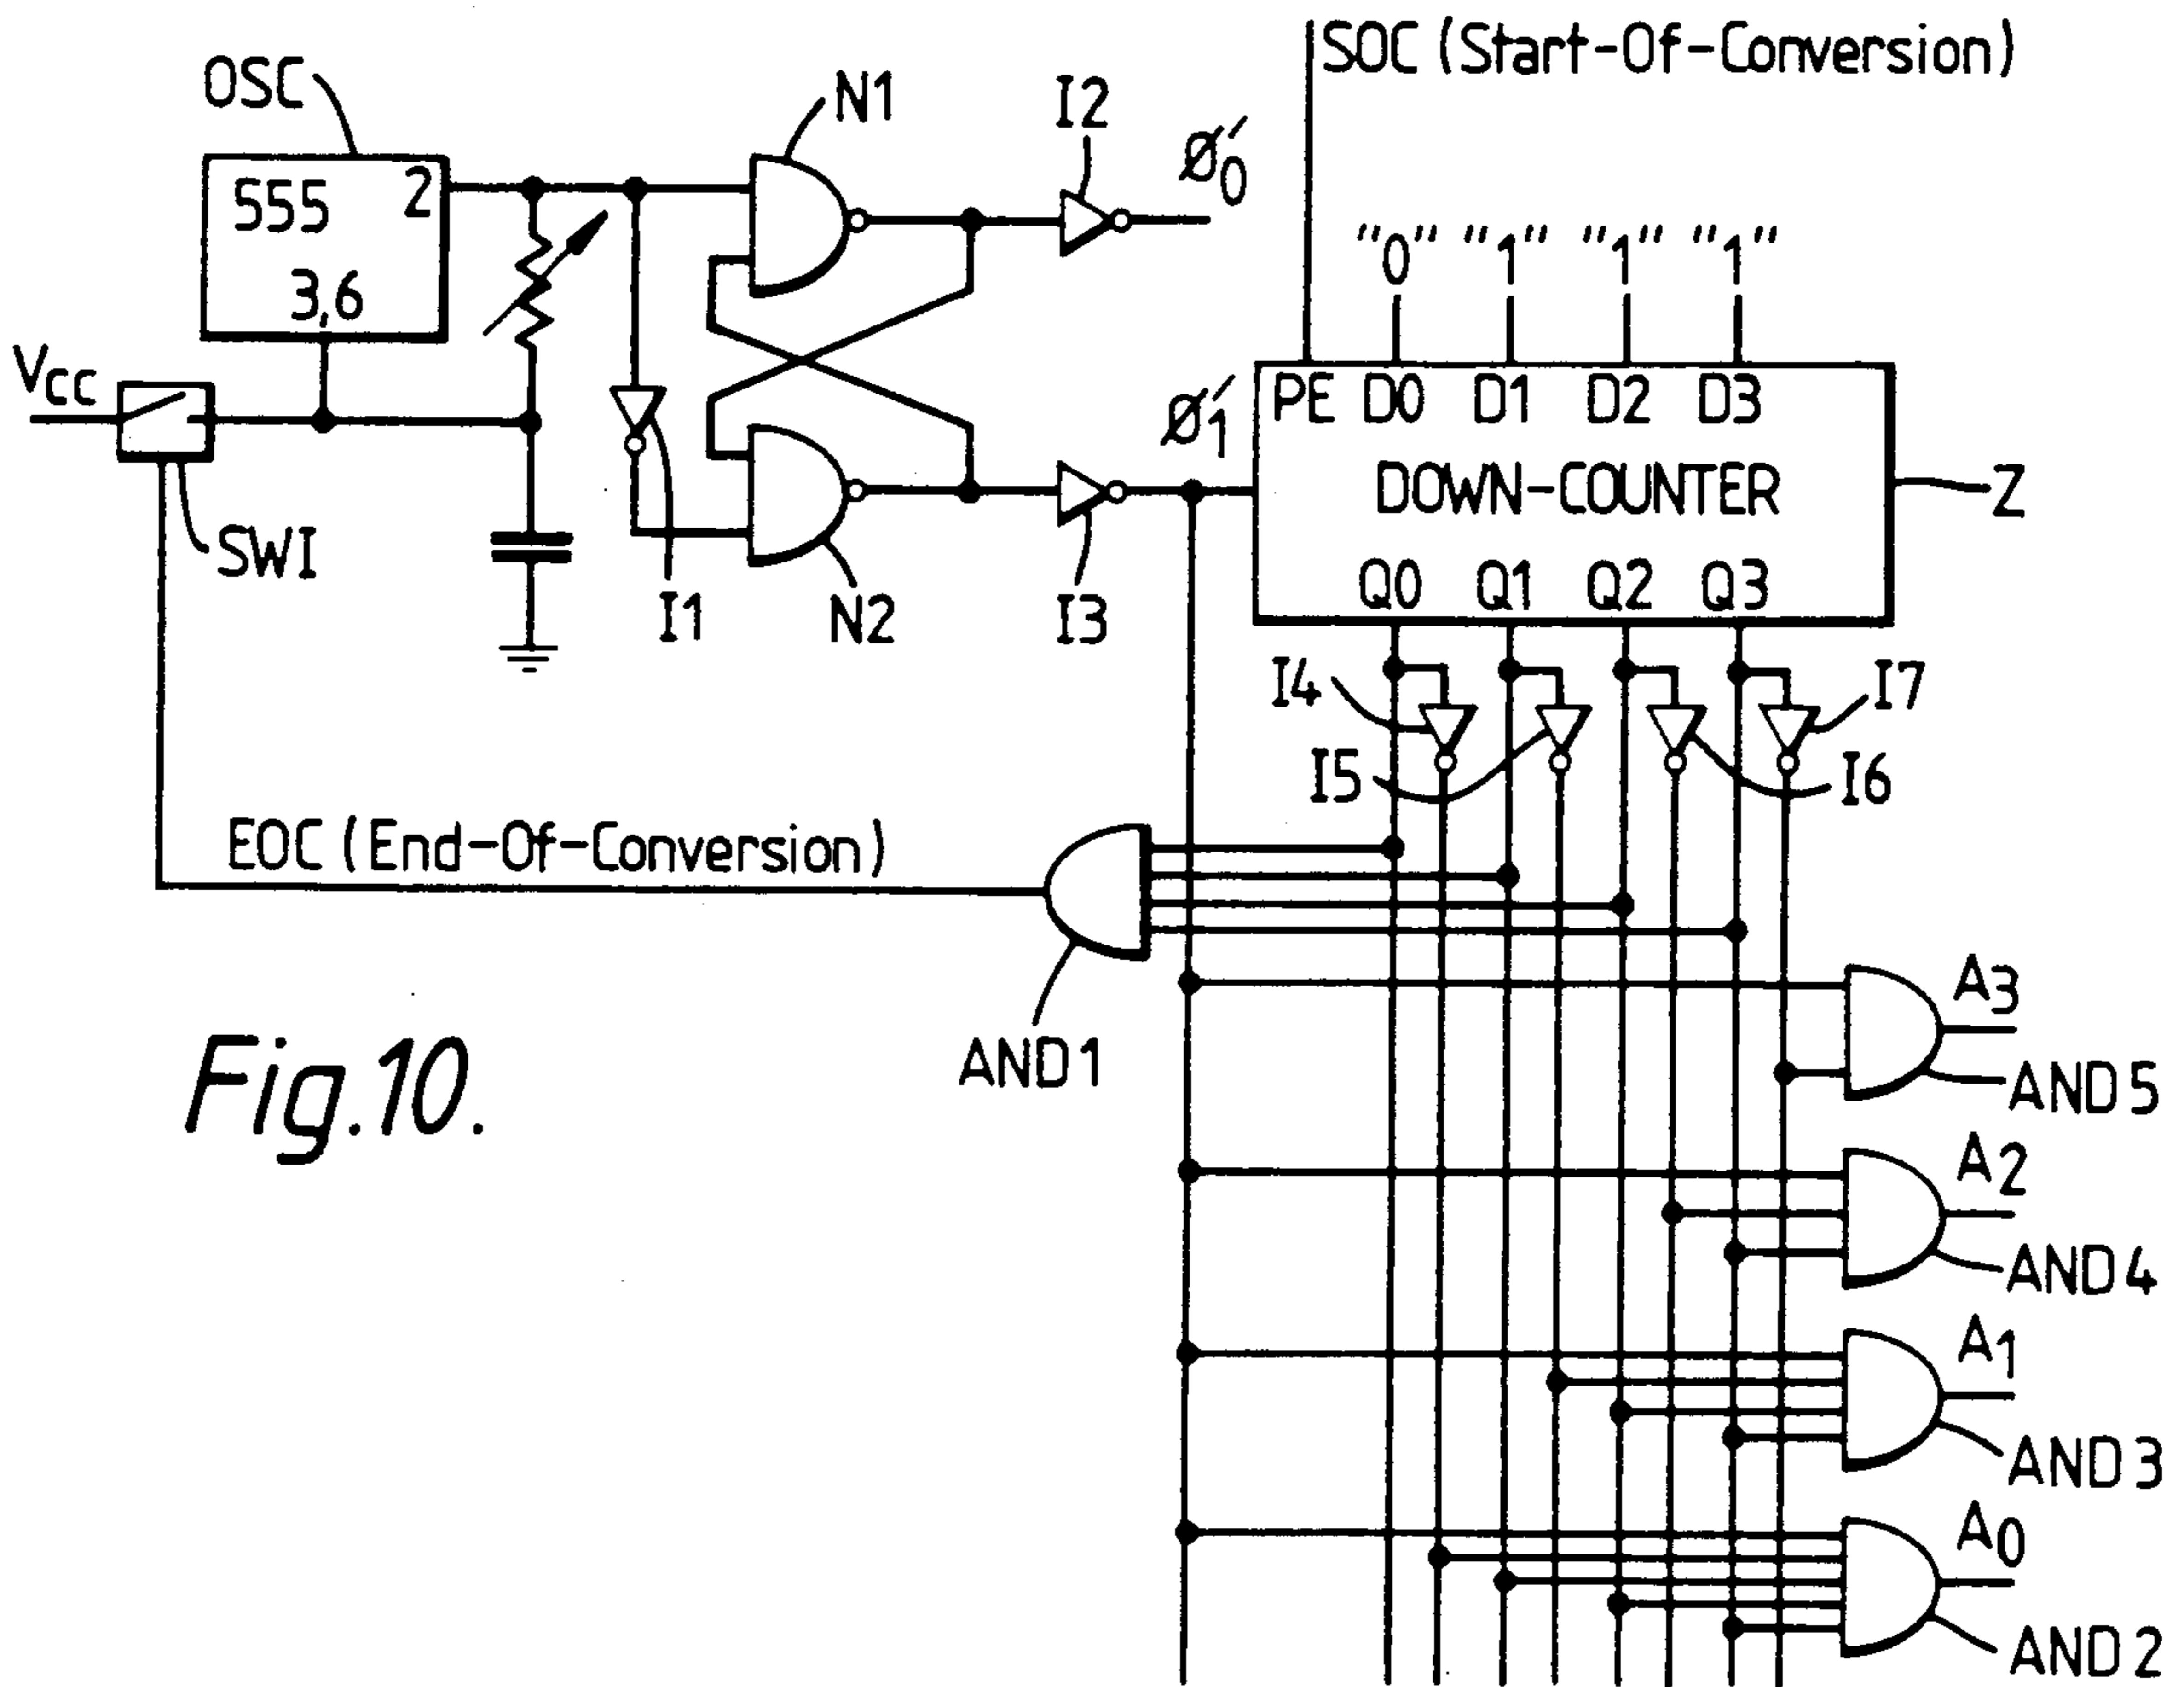 SOC (Start-Of-Conversion)
OSC
N1
I2
Ø'0
555 2
3,6
"0" "1" "1" "1"
VCC
Ø'1
PE D0 D1 D2 D3
DOWN-COUNTER
Z
Q0 Q1 Q2 Q3
SWI
I1
N2
I3
I4
I7
I5
I6
EOC (End-Of-Conversion)
AND1
A3
AND5
Fig.10.
A2
AND4
A1
AND3
A0
AND2